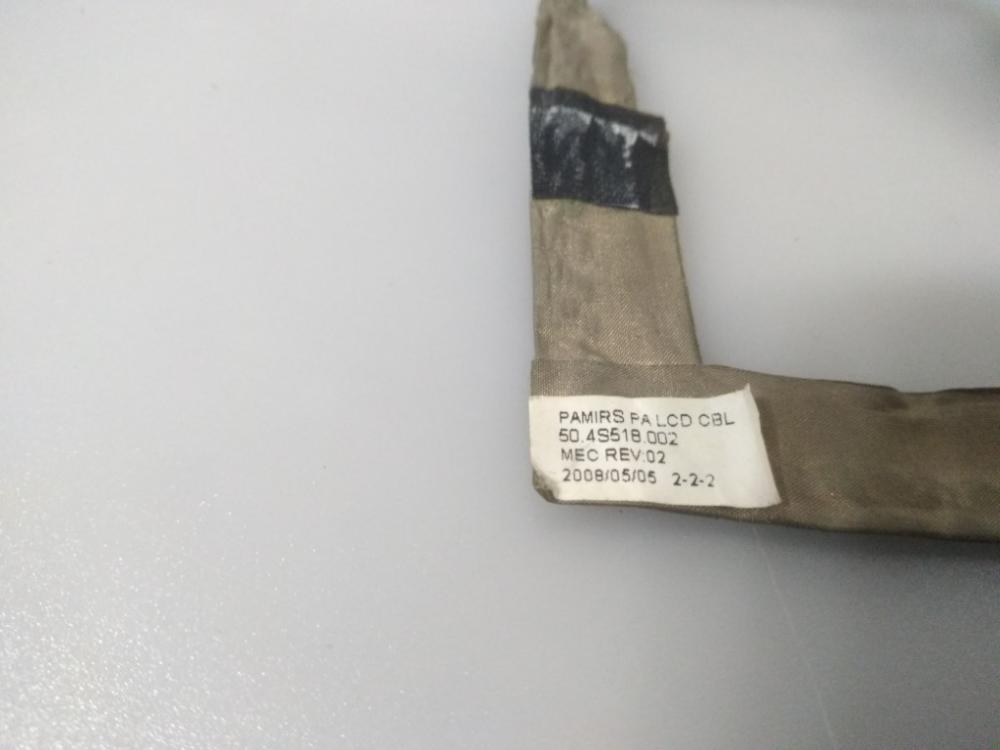 PAMIRS PA LCD CBL
50.4S518.002
MEC REV:02
2008/05/05 2-2-2